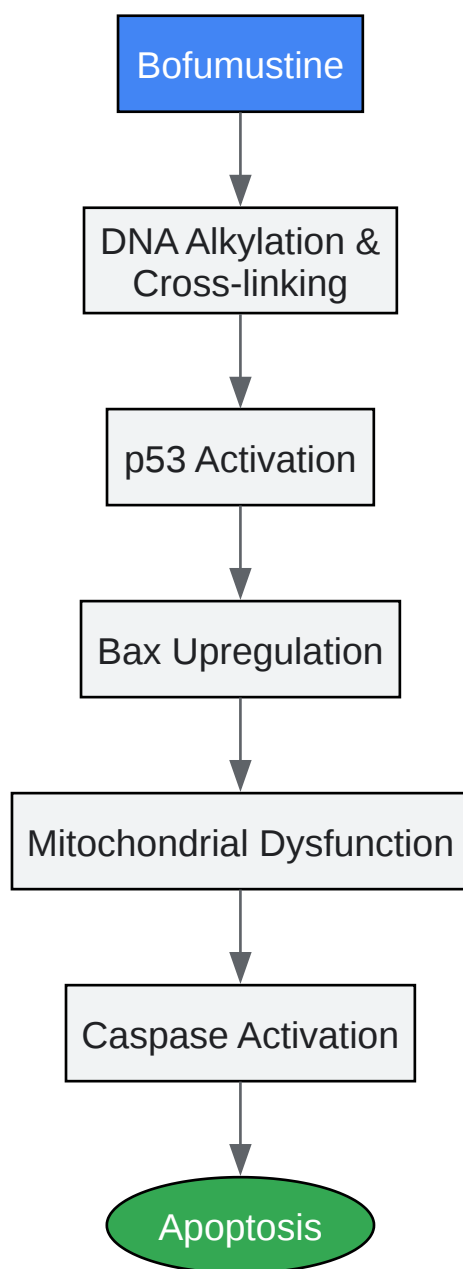 Bofumustine
DNA Alkylation &
Cross-linking
p53 Activation
Bax Upregulation
Mitochondrial Dysfunction
Caspase Activation
Apoptosis